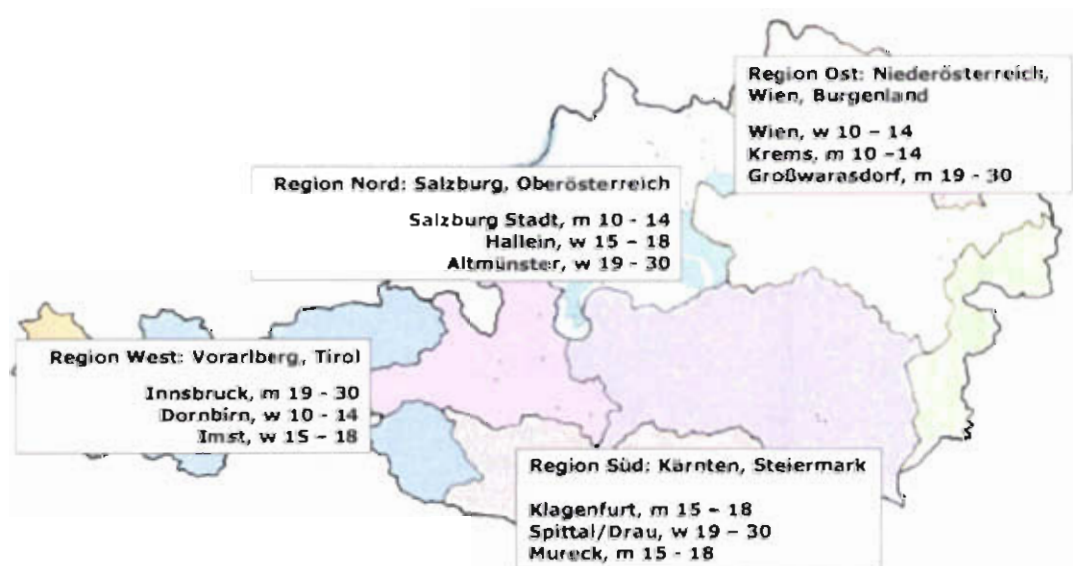 Region Ost: Niederösterreich,
Wien, Burgenland
Wien, w 10 – 14
Krems, m 10 –14
Großwarasdorf, m 19 - 30
Region Nord: Salzburg, Oberösterreich
Salzburg Stadt, m 10 - 14
Hallein, w 15 – 18
Altmünster, w 19 - 30
Region West: Vorarlberg, Tirol
Innsbruck, m 19 - 30
Dornbirn, w 10 - 14
Imst, w 15 – 18
Region Süd: Kärnten, Steiermark
Klagenfurt, m 15 – 18
Spittal/Drau, w 19 – 30
Mureck, m 15 - 18